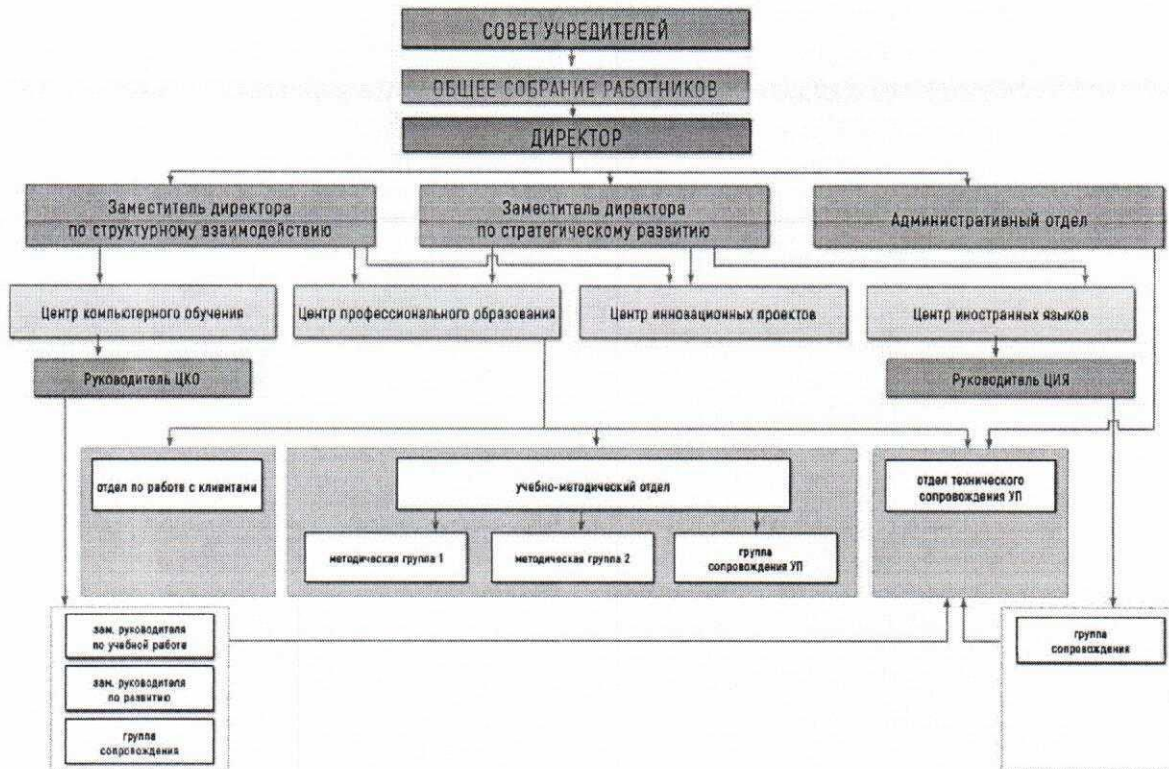 СОВЕТ УЧРЕДИТЕЛЕЙ
ОБЩЕЕ СОБРАНИЕ РАБОТНИКОВ
ДИРЕКТОР
Заместитель директора
по структурному взаимодействию
Заместитель директора
по стратегическому развитию
Административный отдел
Центр компьютерного обучения
Центр профессионального образования
Центр инновационных проектов
Центр иностранных языков
Руководитель ЦКО
Руководитель ЦИЯ
отдел по работе с клиентами
учебно-методический отдел
отдел технического
сопровождения УП
методическая группа 1
методическая группа 2
группа
сопровождения УП
зам. руководителя
по учебной работе
зам. руководителя
по развитию
группа
сопровождения
группа
сопровождения